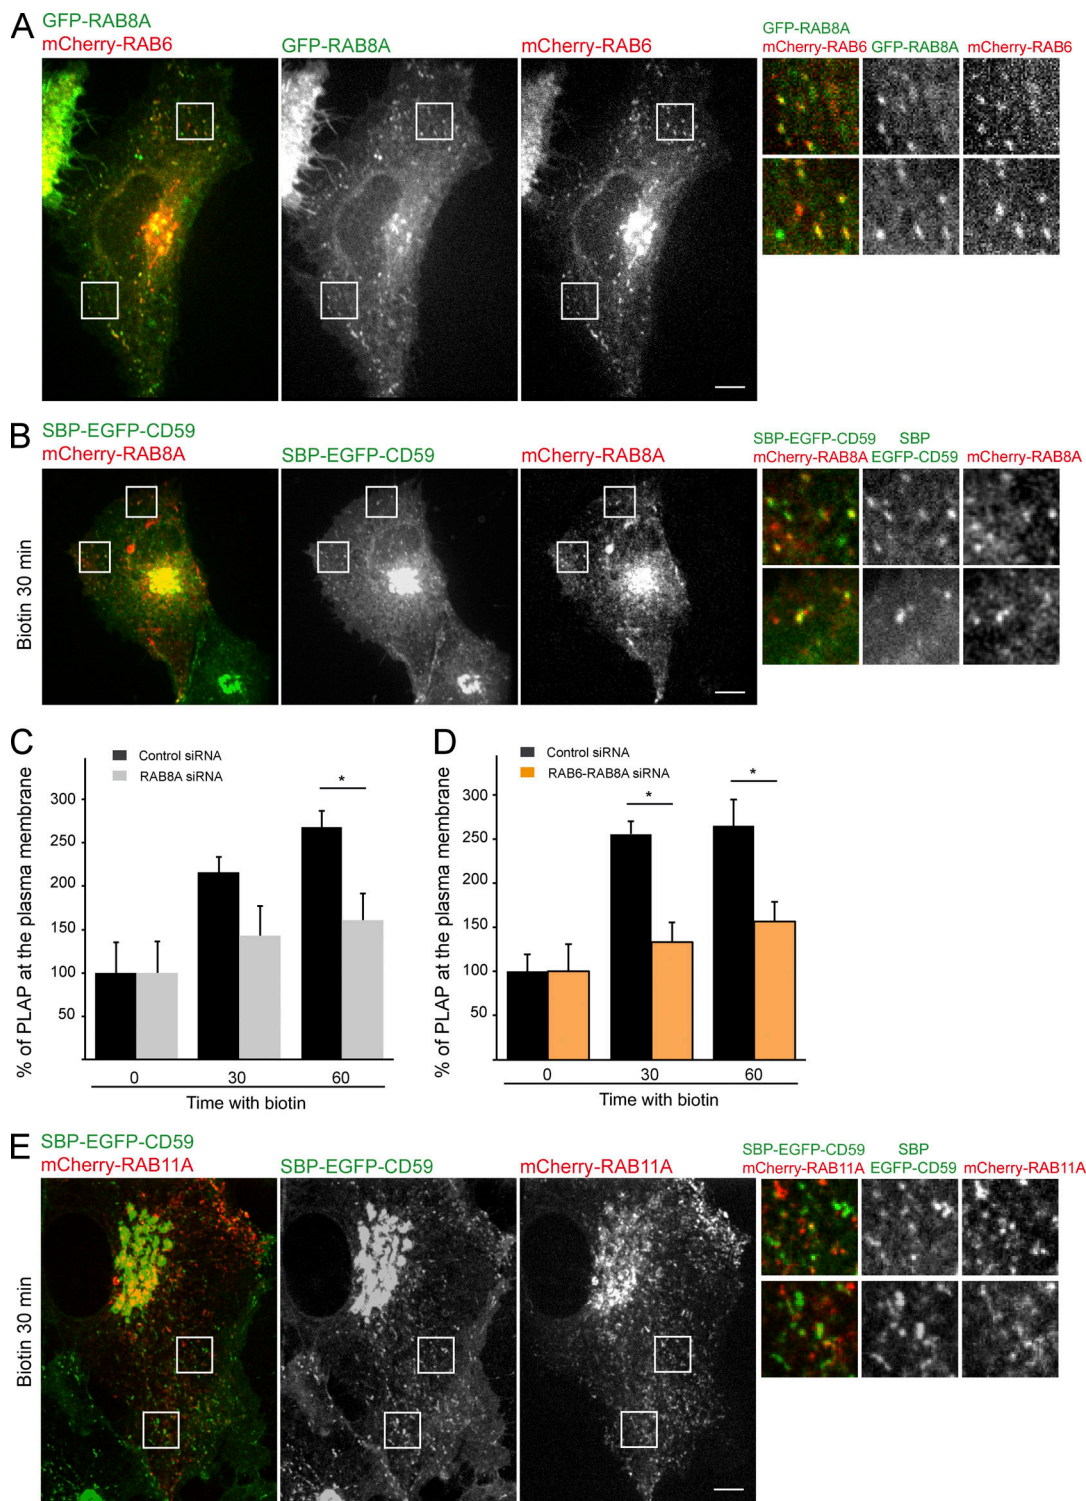 A
GFP-RAB8A
mCherry-RAB6
GFP-RAB8A
mCherry-RAB6
GFP-RAB8A
mCherry-RAB6
GFP-RAB8A
mCherry-RAB6
B
SBP-EGFP-CD59
mCherry-RAB8A
SBP-EGFP-CD59
mCherry-RAB8A
SBP-EGFP-CD59
mCherry-RAB8A
SBP
EGFP-CD59
mCherry-RAB8A
Biotin 30 min
C
Control siRNA
RAB8A siRNA
*
% of PLAP at the plasma membrane
300
250
200
150
100
50
0
30
60
Time with biotin
D
Control siRNA
RAB6-RAB8A siRNA
*
*
% of PLAP at the plasma membrane
300
250
200
150
100
50
0
30
60
Time with biotin
E
SBP-EGFP-CD59
mCherry-RAB11A
SBP-EGFP-CD59
mCherry-RAB11A
SBP-EGFP-CD59
mCherry-RAB11A
SBP
EGFP-CD59
mCherry-RAB11A
Biotin 30 min